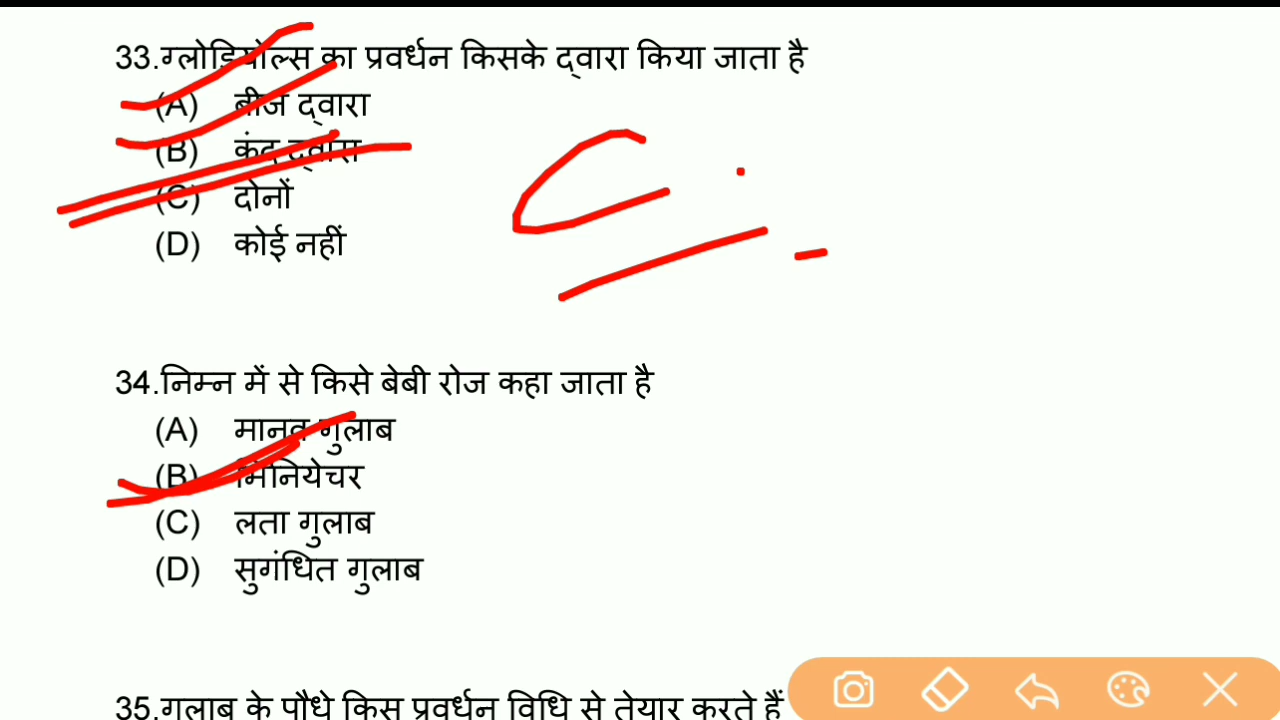 33.ग्लोडियोल्स का प्रवर्धन किसके द्वारा किया जाता है
(A) बीज द्वारा
(B) कंद द्वारा
(C) दोनों
(D) कोई नहीं
34.निम्न में से किसे बेबी रोज कहा जाता है
(A) मानव गुलाब
(B) मिनियेचर
(C) लता गुलाब
(D) सुगंधित गुलाब
35.गुलाब के पौधे किस प्रवर्धन विधि से तेयार करते हैं